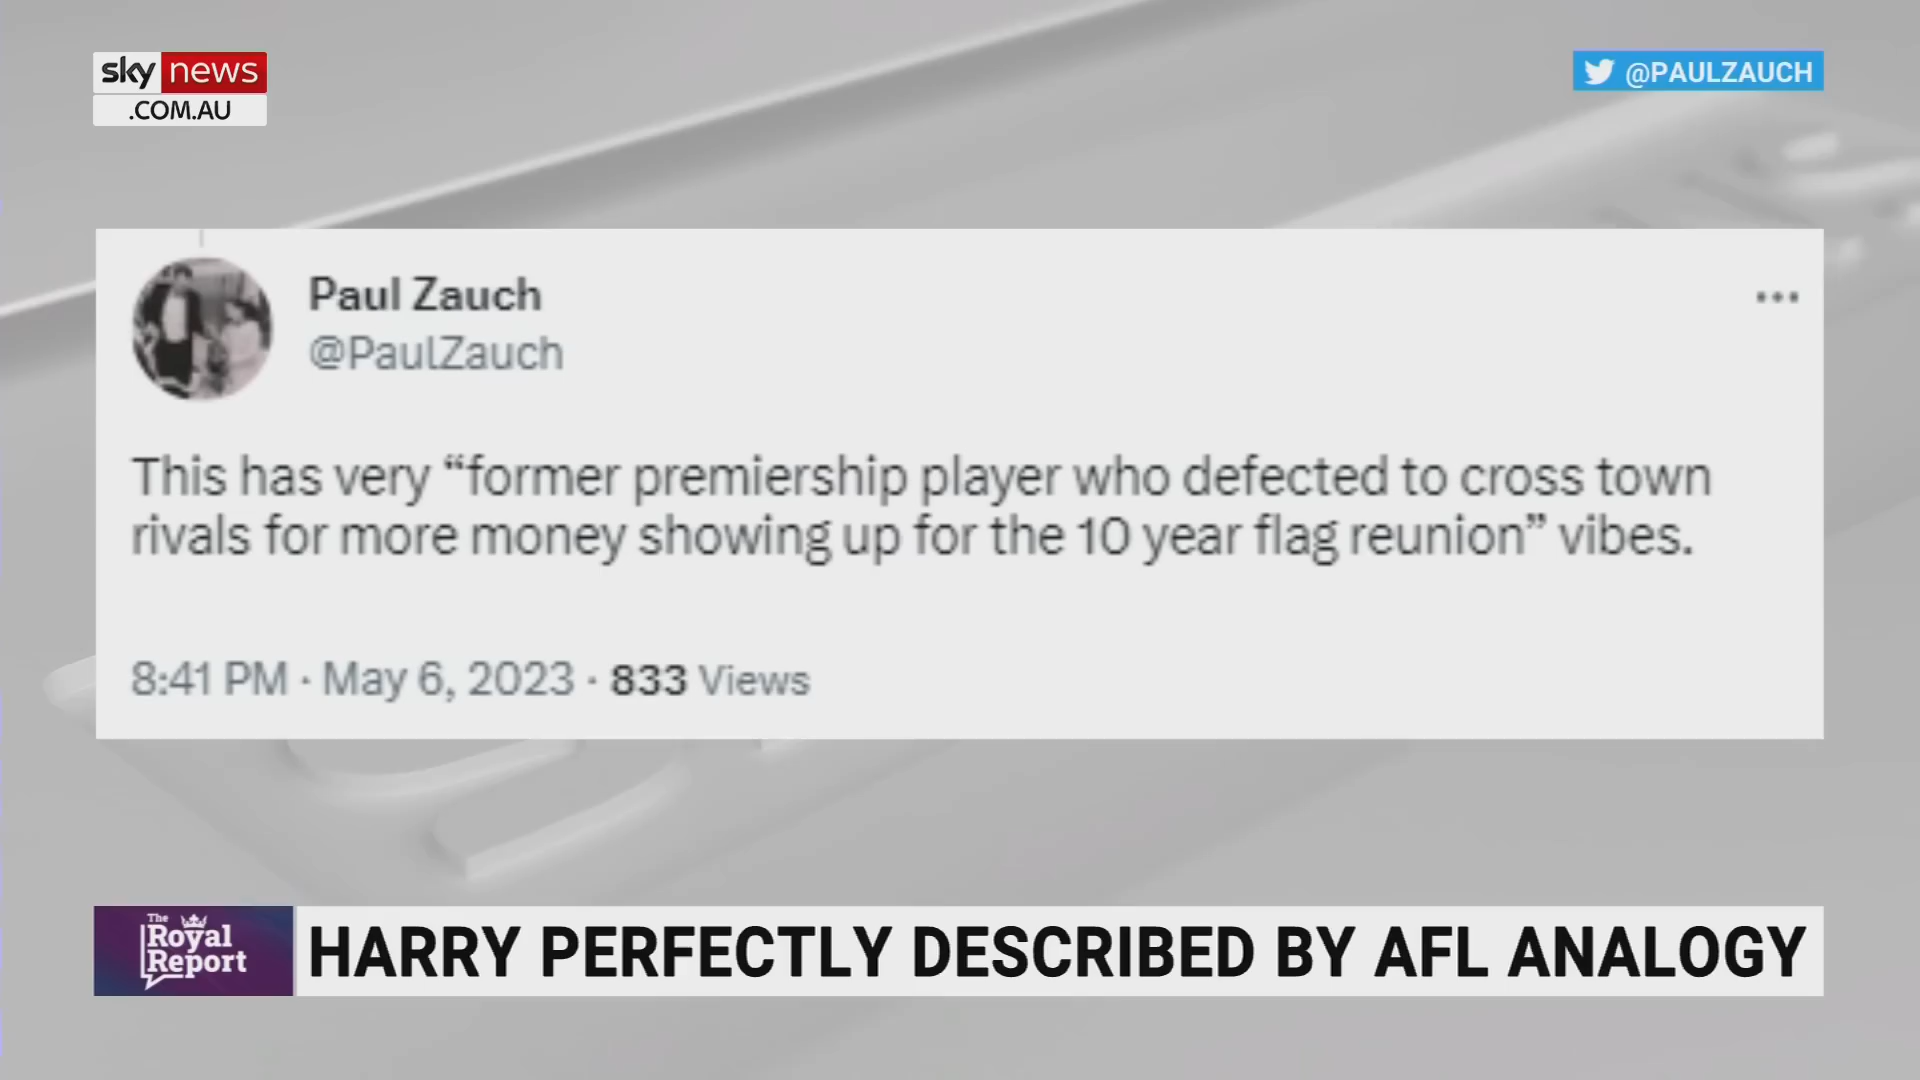 sky news
.COM.AU
@PAULZAUCH
Paul Zauch
@PaulZauch
This has very “former premiership player who defected to cross town
rivals for more money showing up for the 10 year flag reunion” vibes.
8:41 PM · May 6, 2023 · 833 Views
The
Royal
Report
HARRY PERFECTLY DESCRIBED BY AFL ANALOGY